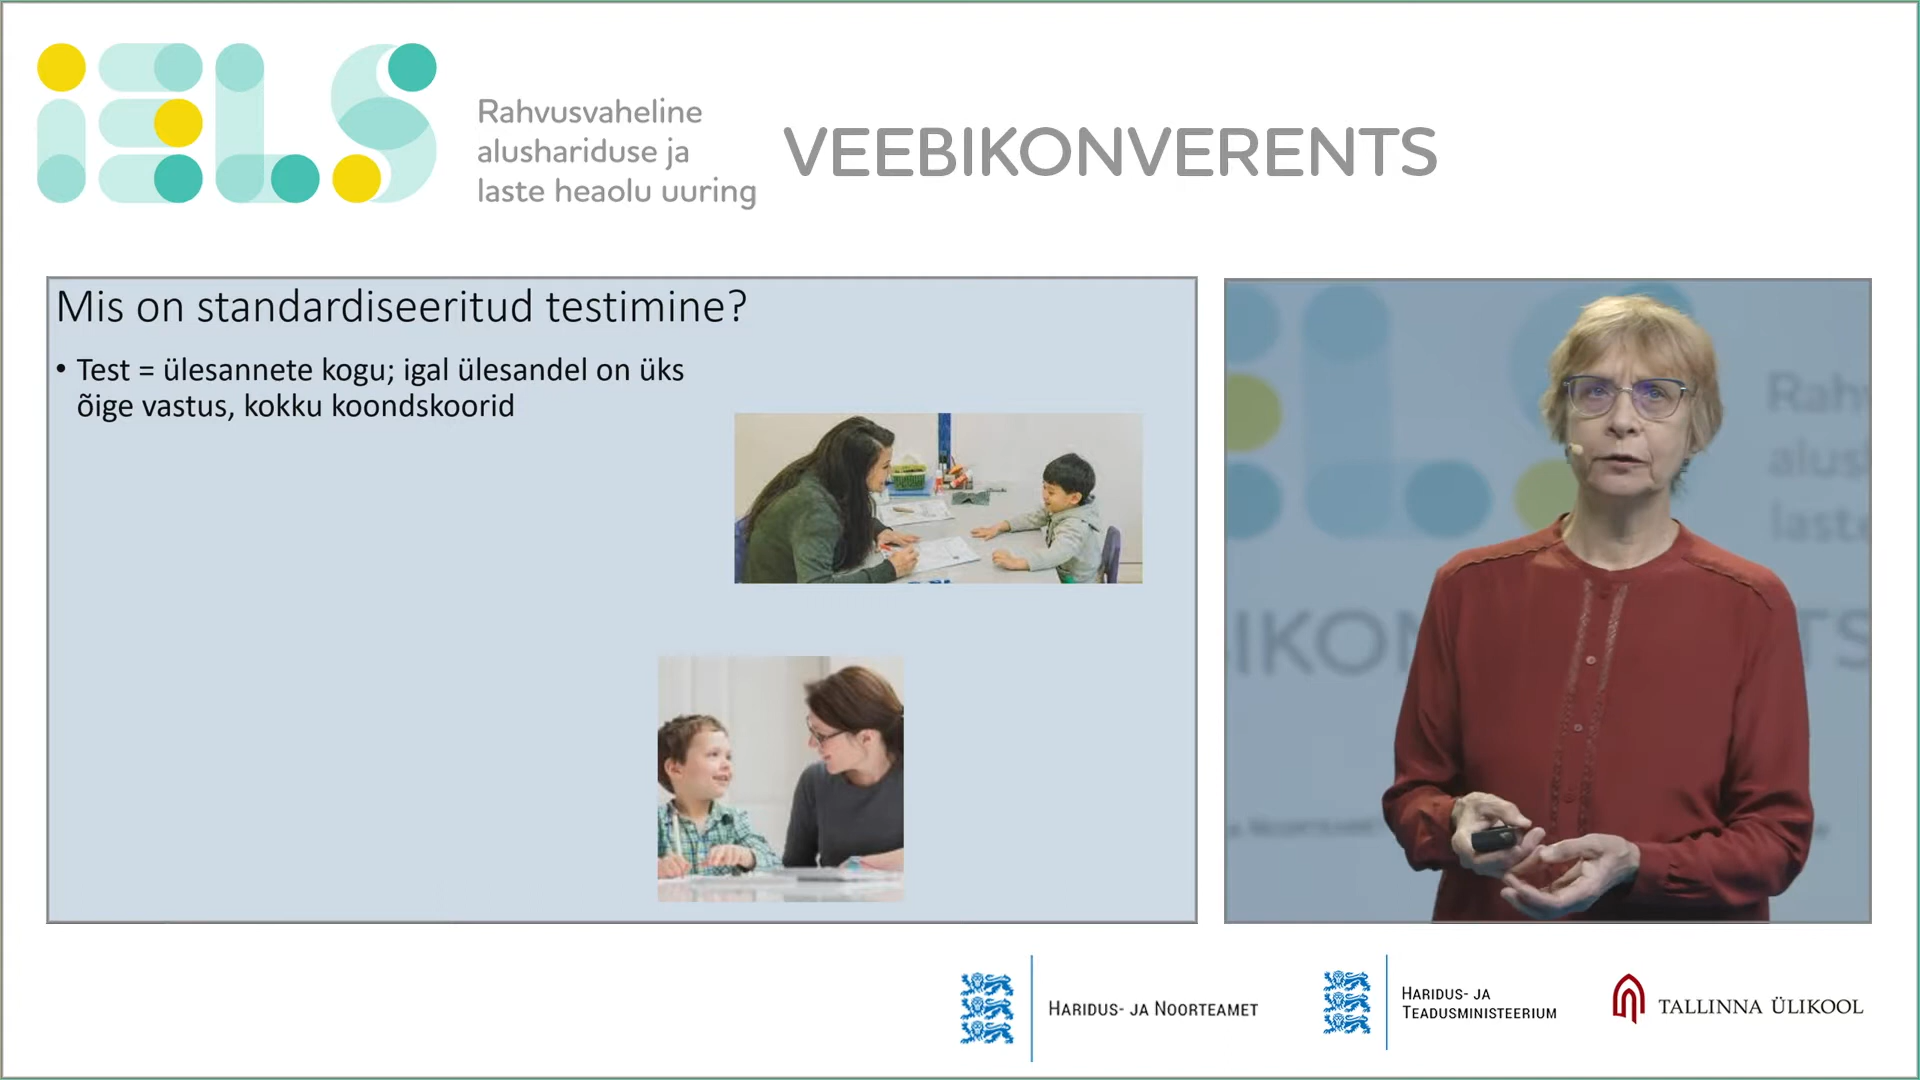 iELS
Rahvusvaheline
alushariduse ja
laste heaolu uuring
VEEBIKONVERENTS
Mis on standardiseeritud testimine?
• Test = ülesannete kogu; igal ülesandel on üks
õige vastus, kokku koondskoorid
HARIDUS- JA NOORTEAMET
HARIDUS- JA
TEADUSMINISTEERIUM
TALLINNA ÜLIKOOL